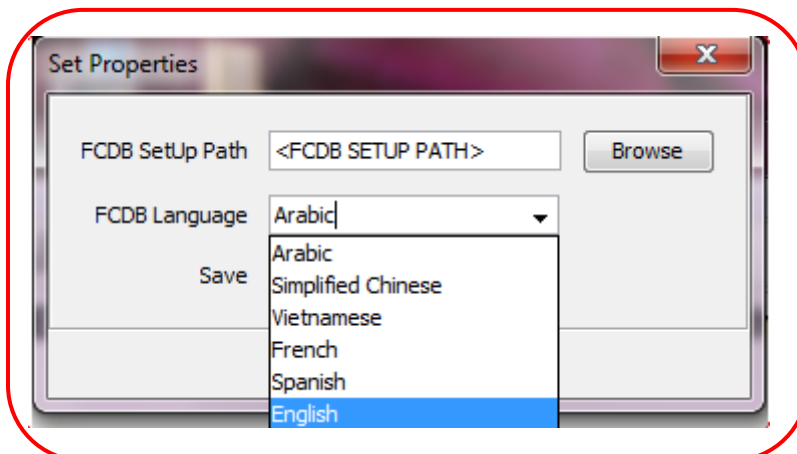 Set Properties
FCDB SetUp Path <FCDB SETUP PATH> Browse
FCDB Language Arabic
Arabic
Save
Simplified Chinese
Vietnamese
French
Spanish
English